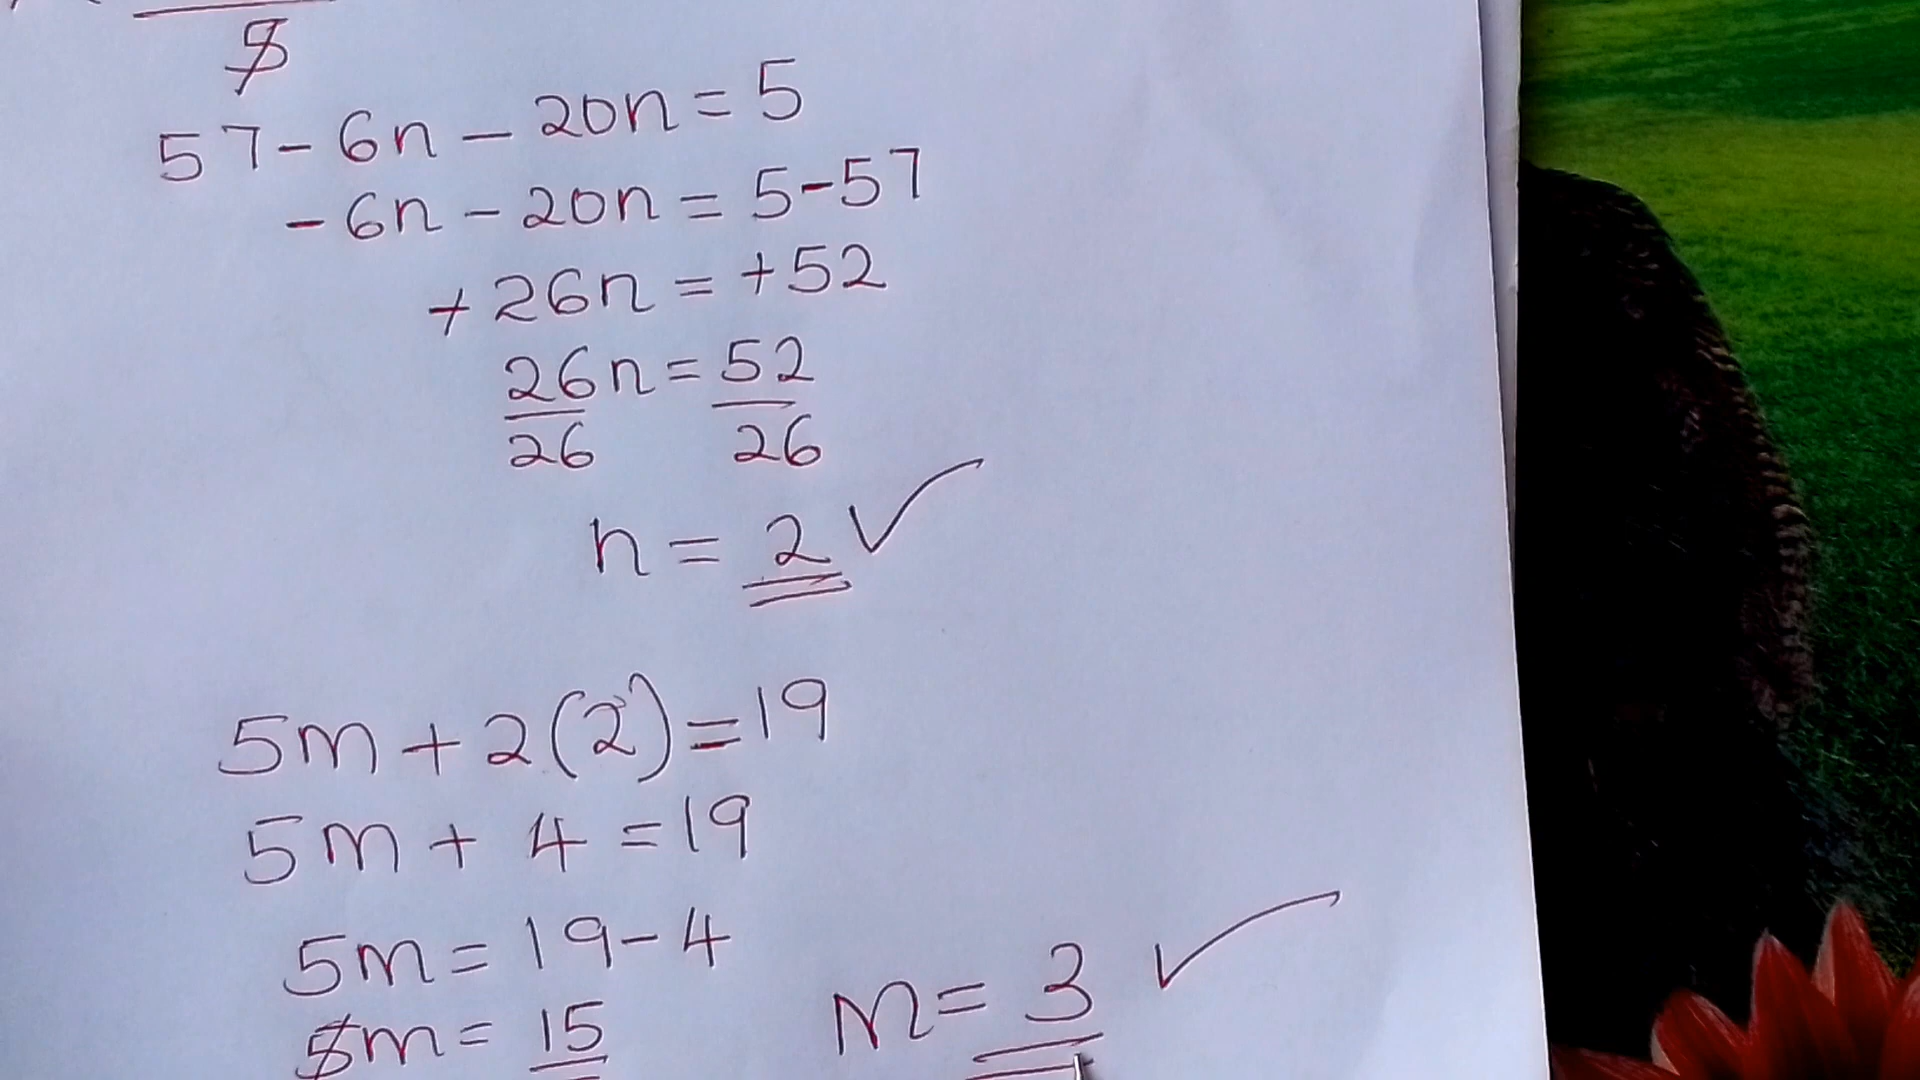 5
57-6n-20n=5
-6n-20n=5-57
+26n=+52
26n=52
26 26
n=2✓
5m+2(2)=19
5m+4=19
5m=19-4
5m=15
m=3✓